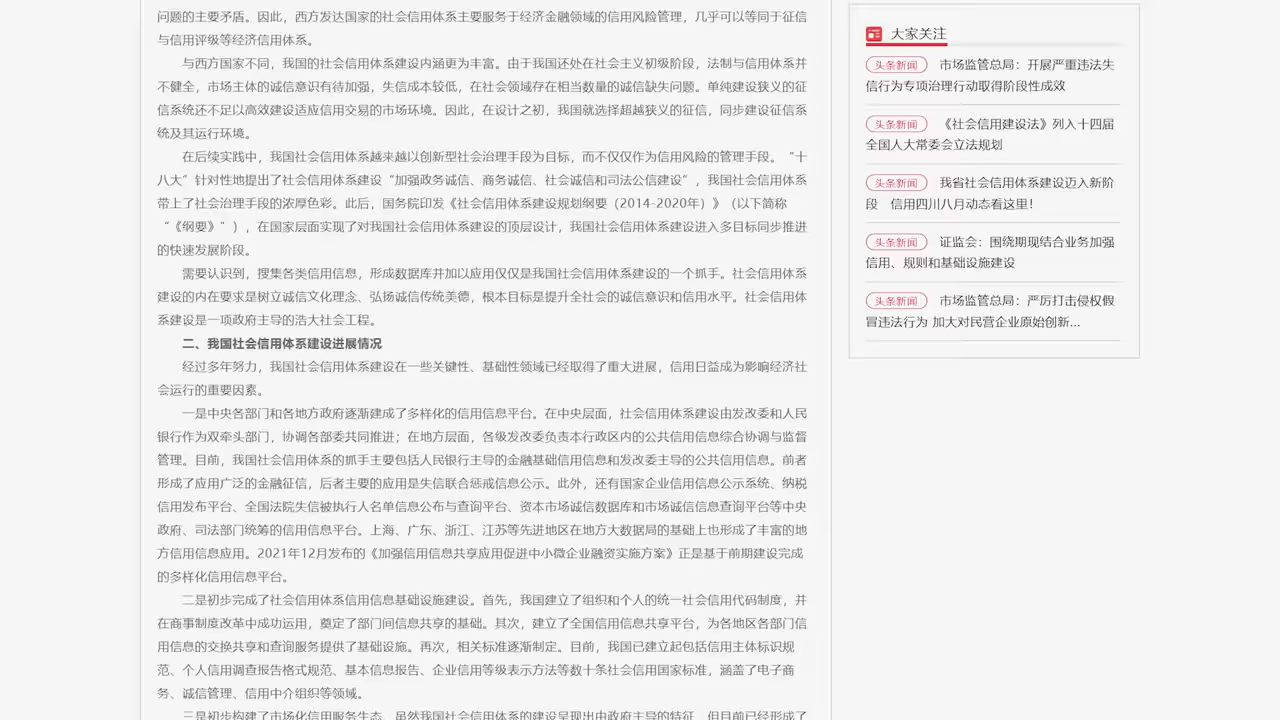 问题的主要矛盾。因此，西方发达国家的社会信用体系主要服务于经济金融领域的信用风险管理，几乎可以等同于征信
与信用评级等经济信用体系。
与西方国家不同，我国的社会信用体系建设内涵更为丰富。由于我国还处在社会主义初级阶段，法制与信用体系并
不健全，市场主体的诚信意识有待加强，失信成本较低，在社会领域存在相当数量的诚信缺失问题。单纯建设狭义的征
信系统还不足以高效建设适应信用交易的市场环境。因此，在设计之初，我国就选择超越狭义的征信，同步建设征信系
统及其运行环境。
在后续实践中，我国社会信用体系越来越以创新型社会治理手段为目标，而不仅仅作为信用风险的管理手段。“十
八大”针对性地提出了社会信用体系建设“加强政务诚信、商务诚信、社会诚信和司法公信建设”，我国社会信用体系
带上了社会治理手段的浓厚色彩。此后，国务院印发《社会信用体系建设规划纲要（2014-2020年）》（以下简称
“《纲要》”），在国家层面实现了对我国社会信用体系建设的顶层设计，我国社会信用体系建设进入多目标同步推进
的快速发展阶段。
需要认识到，搜集各类信用信息，形成数据库并加以应用仅仅是我国社会信用体系建设的一个抓手。社会信用体系
建设的内在要求是树立诚信文化理念、弘扬诚信传统美德，根本目标是提升全社会的诚信意识和信用水平。社会信用体
系建设是一项政府主导的浩大社会工程。
二、我国社会信用体系建设进展情况
经过多年努力，我国社会信用体系建设在一些关键性、基础性领域已经取得了重大进展，信用日益成为影响经济社
会运行的重要因素。
一是中央各部门和各地方政府逐渐建成了多样化的信用信息平台。在中央层面，社会信用体系建设由发改委和人民
银行作为双牵头部门，协调各部委共同推进；在地方层面，各级发改委负责本行政区内的公共信用信息综合协调与监督
管理。目前，我国社会信用体系的抓手主要包括人民银行主导的金融基础信用信息和发改委主导的公共信用信息。前者
形成了应用广泛的金融征信，后者主要的应用是失信联合惩戒信息公示。此外，还有国家企业信用信息公示系统、纳税
信用发布平台、全国法院失信被执行人名单信息公布与查询平台、资本市场诚信数据库和市场诚信信息查询平台等中央
政府、司法部门统筹的信用信息平台。上海、广东、浙江、江苏等先进地区在地方大数据局的基础上也形成了丰富的地
方信用信息应用。2021年12月发布的《加强信用信息共享应用促进中小微企业融资实施方案》正是基于前期建设完成
的多样化信用信息平台。
二是初步完成了社会信用体系信用信息基础设施建设。首先，我国建立了组织和个人的统一社会信用代码制度，并
在商事制度改革中成功运用，奠定了部门间信息共享的基础。其次，建立了全国信用信息共享平台，为各地区各部门信
用信息的交换共享和查询服务提供了基础设施。再次，相关标准逐渐制定。目前，我国已建立起包括信用主体标识规
范、个人信用调查报告格式规范、基本信息报告、企业信用等级表示方法等数十条社会信用国家标准，涵盖了电子商
务、诚信管理、信用中介组织等领域。
三是初步构建了市场化信用服务生态。虽然我国社会信用体系的建设呈现出由政府主导的特征，但目前已经形成了
大家关注
头条新闻 市场监管总局：开展严重违法失
信行为专项治理行动取得阶段性成效
头条新闻 《社会信用建设法》列入十四届
全国人大常委会立法规划
头条新闻 我省社会信用体系建设迈入新阶
段 信用四川八月动态看这里！
头条新闻 证监会：围绕期现结合业务加强
信用、规则和基础设施建设
头条新闻 市场监管总局：严厉打击侵权假
冒违法行为 加大对民营企业原始创新...